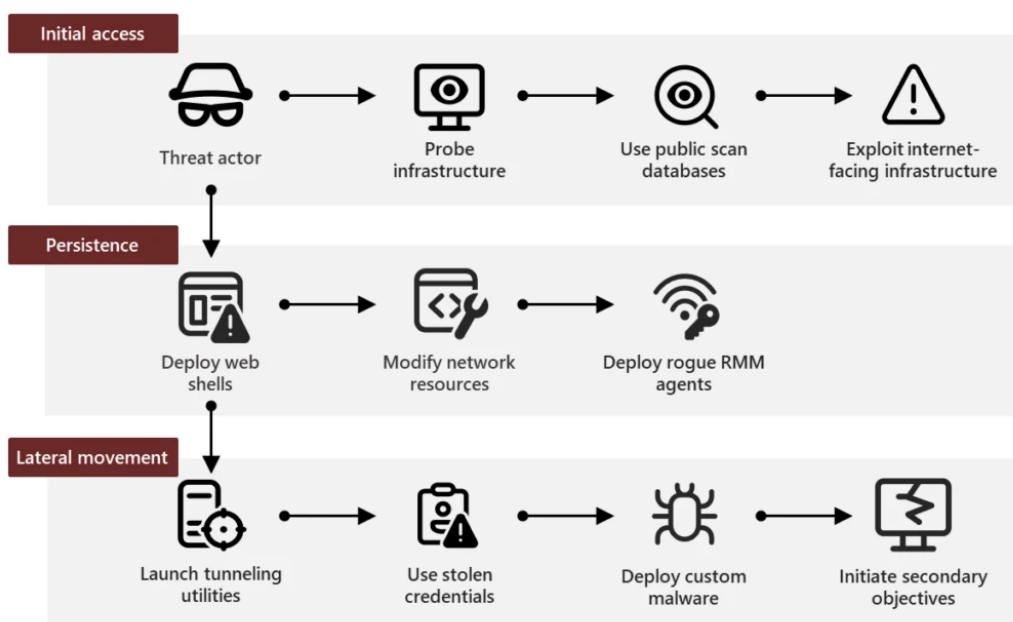 Initial access
Threat actor
Probe
infrastructure
Use public scan
databases
Exploit internet-
facing infrastructure
Persistence
Deploy web
shells
Modify network
resources
Deploy rogue RMM
agents
Lateral movement
Launch tunneling
utilities
Use stolen
credentials
Deploy custom
malware
Initiate secondary
objectives